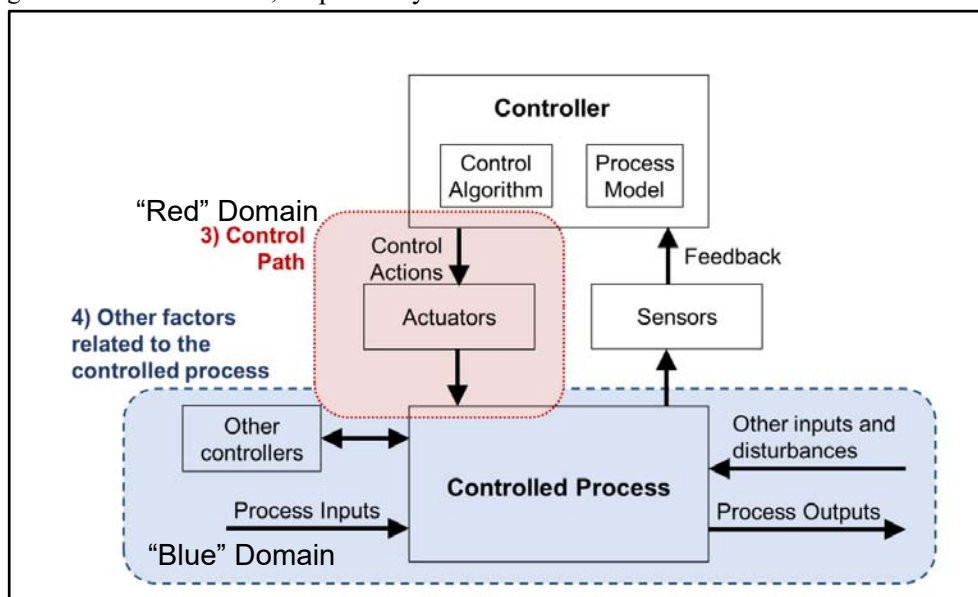 Controller
Control
Algorithm
Process
Model
“Red” Domain
3) Control
Path
Control
Actions
Feedback
Actuators
Sensors
4) Other factors
related to the
controlled process
Other
controllers
Other inputs and
disturbances
Controlled Process
Process Inputs
Process Outputs
“Blue” Domain